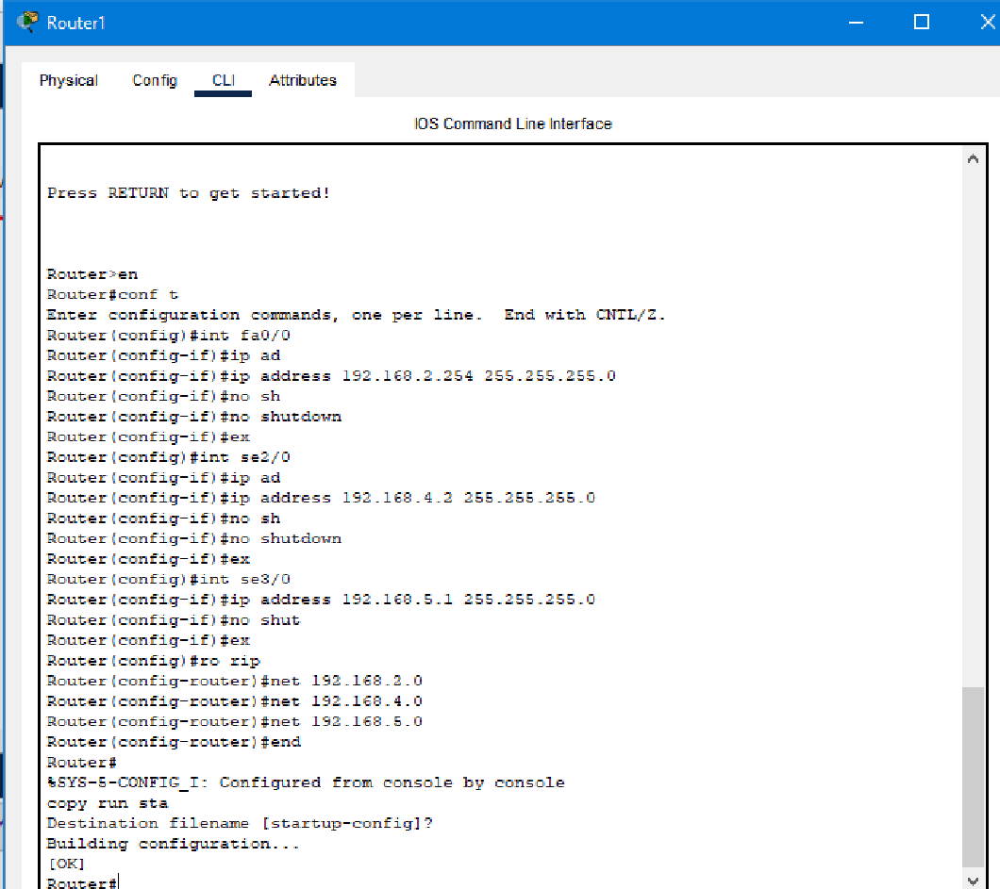 Router1
Physical Config CLI Attributes
IOS Command Line Interface
Press RETURN to get started!
Router>en
Router#conf t
Enter configuration commands, one per line.  End with CNTL/Z.
Router(config)#int fa0/0
Router(config-if)#ip ad
Router(config-if)#ip address 192.168.2.254 255.255.255.0
Router(config-if)#no sh
Router(config-if)#no shutdown
Router(config-if)#ex
Router(config)#int se2/0
Router(config-if)#ip ad
Router(config-if)#ip address 192.168.4.2 255.255.255.0
Router(config-if)#no sh
Router(config-if)#no shutdown
Router(config-if)#ex
Router(config)#int se3/0
Router(config-if)#ip address 192.168.5.1 255.255.255.0
Router(config-if)#no shut
Router(config-if)#ex
Router(config)#ro rip
Router(config-router)#net 192.168.2.0
Router(config-router)#net 192.168.4.0
Router(config-router)#net 192.168.5.0
Router(config-router)#end
Router#
%SYS-5-CONFIG_I: Configured from console by console
copy run sta
Destination filename [startup-config]?
Building configuration...
[OK]
Router#